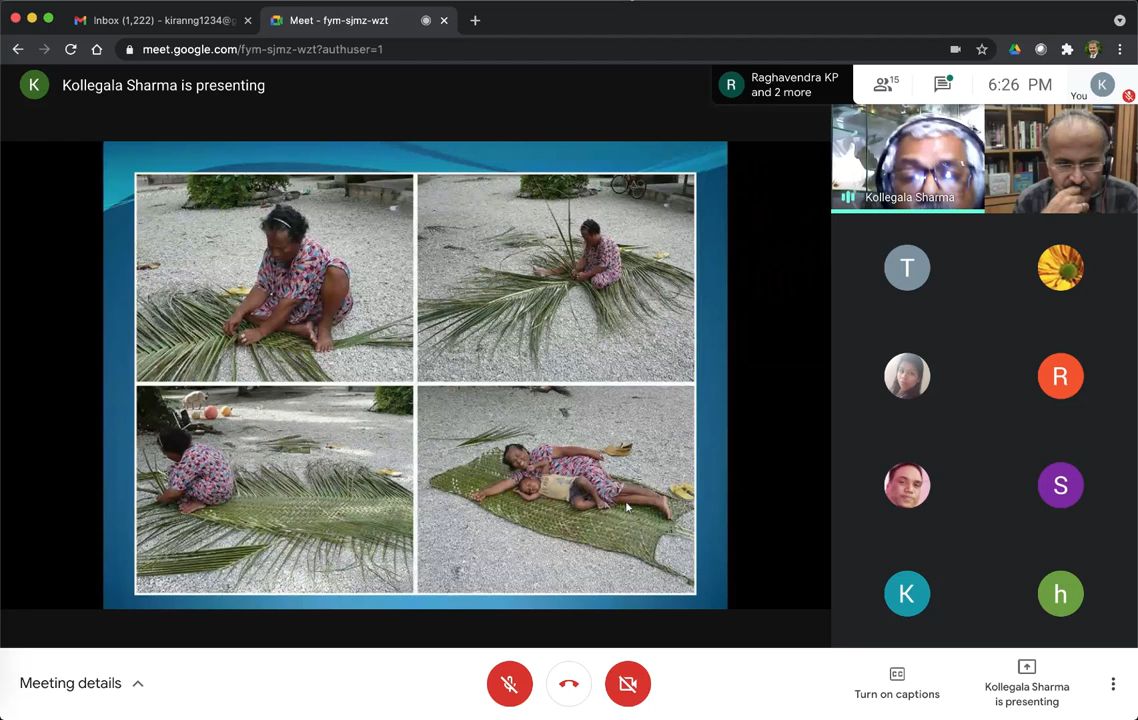 Inbox (1,222) - kiranng1234@g
Meet - fym-sjmz-wzt
meet.google.com/fym-sjmz-wzt?authuser=1
K
Kollegala Sharma is presenting
R
Raghavendra KP
and 2 more
15
6:26 PM
You
K
Kollegala Sharma
T
R
S
K
h
Meeting details
CC
Turn on captions
Kollegala Sharma
is presenting